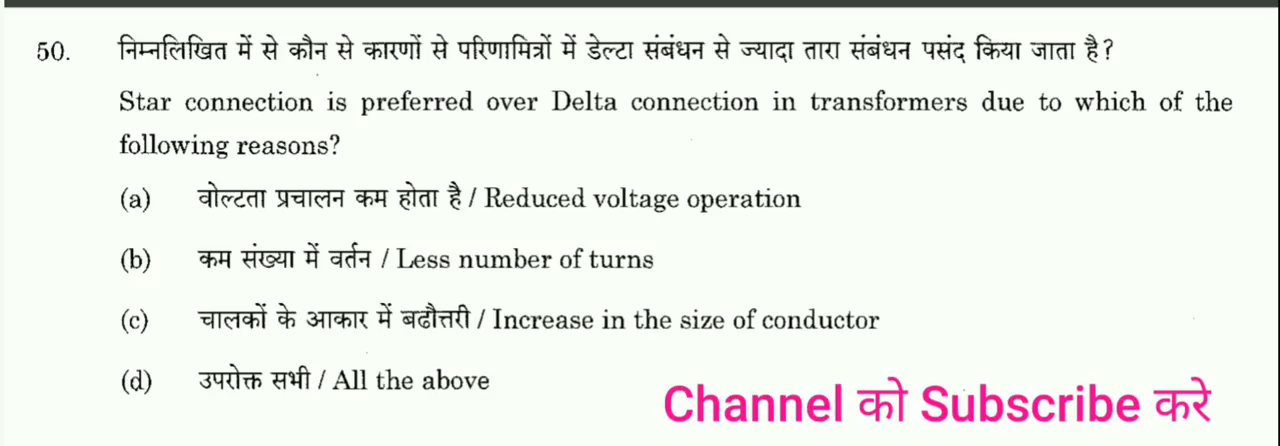 50. निम्नलिखित में से कौन से कारणों से परिणामित्रों में डेल्टा संबंधन से ज्यादा तारा संबंधन पसंद किया जाता है?
Star connection is preferred over Delta connection in transformers due to which of the
following reasons?
(a) वोल्टता प्रचालन कम होता है / Reduced voltage operation
(b) कम संख्या में वर्तन / Less number of turns
(c) चालकों के आकार में बढौत्तरी / Increase in the size of conductor
(d) उपरोक्त सभी / All the above
Channel को Subscribe करे